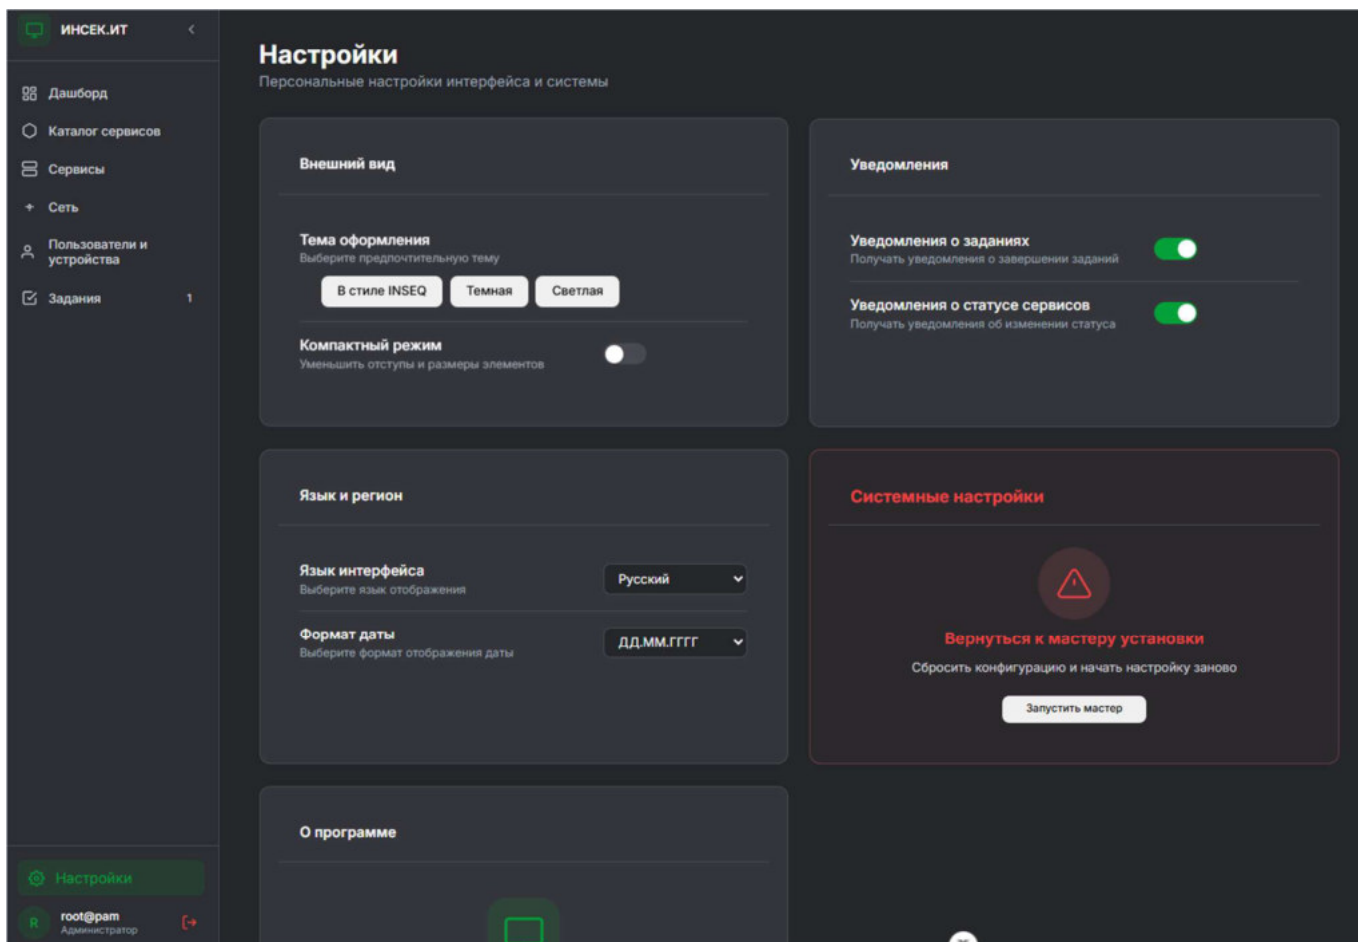 ИНСЕК.ИТ
Дашборд
Каталог сервисов
Сервисы
Сеть
Пользователи и
устройства
Задания 1
Настройки
root@pam
Администратор
R
Настройки
Персональные настройки интерфейса и системы
Внешний вид
Тема оформления
Выберите предпочтительную тему
В стиле INSEQ Темная Светлая
Компактный режим
Уменьшить отступы и размеры элементов
Уведомления
Уведомления о заданиях
Получать уведомления о завершении заданий
Уведомления о статусе сервисов
Получать уведомления об изменении статуса
Язык и регион
Язык интерфейса
Выберите язык отображения
Русский
Формат даты
Выберите формат отображения даты
ДД.ММ.ГГГГ
Системные настройки
Вернуться к мастеру установки
Сбросить конфигурацию и начать настройку заново
Запустить мастер
О программе